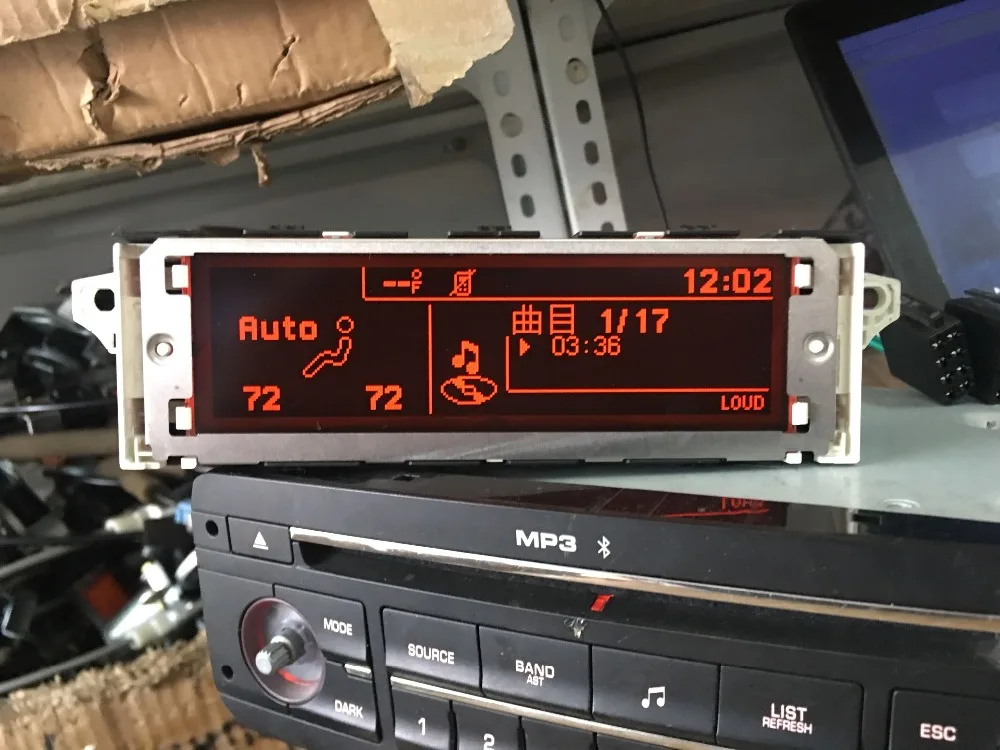 --°F 12:02
Auto
曲目 1/17
03:36
72 72
LOUD
MP3
MODE
SOURCE
BAND
AST
DARK
LIST
REFRESH
ESC
1
2